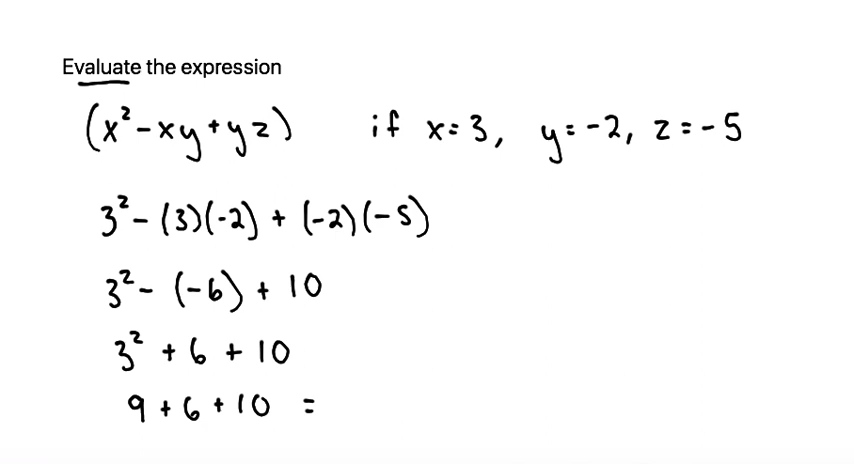 Evaluate the expression
(x²-xy+yz) if x=3, y=-2, z=-5
3²-(3)(-2)+(-2)(-5)
3²-(-6)+10
3²+6+10
9+6+10 =